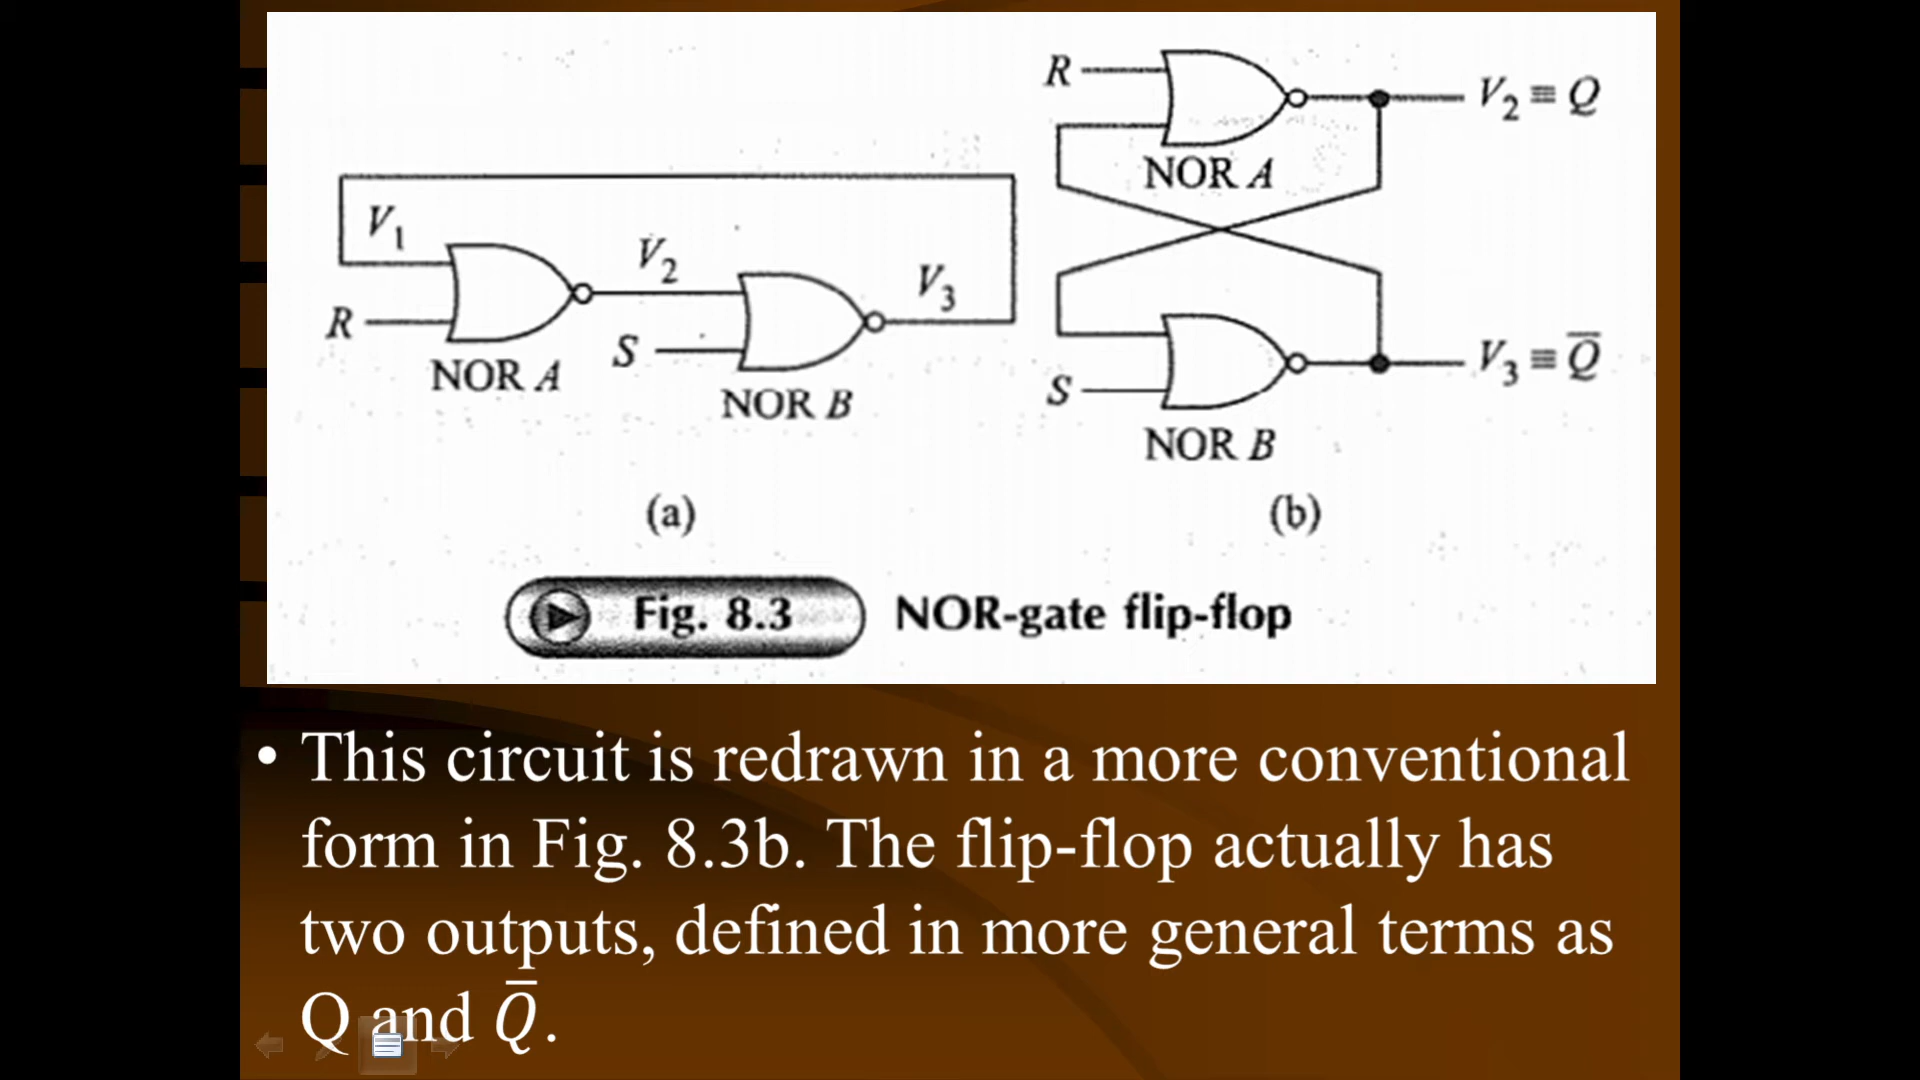 V₁
V₂
V₃
R
S
NOR A
NOR B
(a)
R
V₂ ≡ Q
NOR A
V₃ ≡ Q̅
S
NOR B
(b)
Fig. 8.3 NOR-gate flip-flop
• This circuit is redrawn in a more conventional
form in Fig. 8.3b. The flip-flop actually has
two outputs, defined in more general terms as
Q and Q̅.